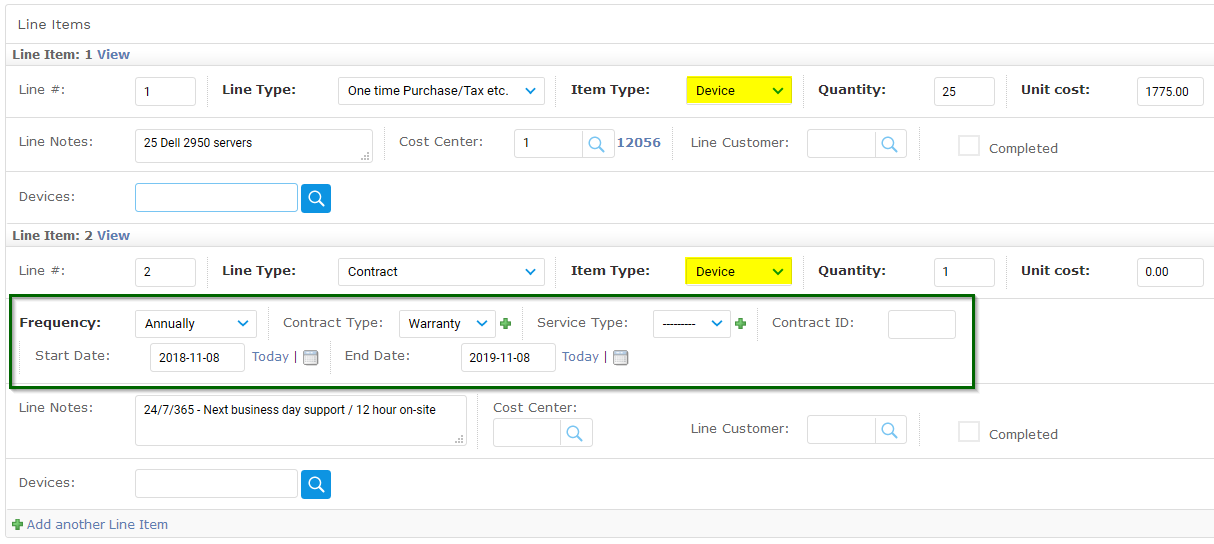 Line Items
Line Item: 1 View
Line #: 1 Line Type: One time Purchase/Tax etc. Item Type: Device Quantity: 25 Unit cost: 1775.00
Line Notes: 25 Dell 2950 servers Cost Center: 1 12056 Line Customer: Completed
Devices:
Line Item: 2 View
Line #: 2 Line Type: Contract Item Type: Device Quantity: 1 Unit cost: 0.00
Frequency: Annually Contract Type: Warranty Service Type: --------- Contract ID:
Start Date: 2018-11-08 Today | End Date: 2019-11-08 Today |
Line Notes: 24/7/365 - Next business day support / 12 hour on-site Cost Center:
Line Customer: Completed
Devices:
Add another Line Item